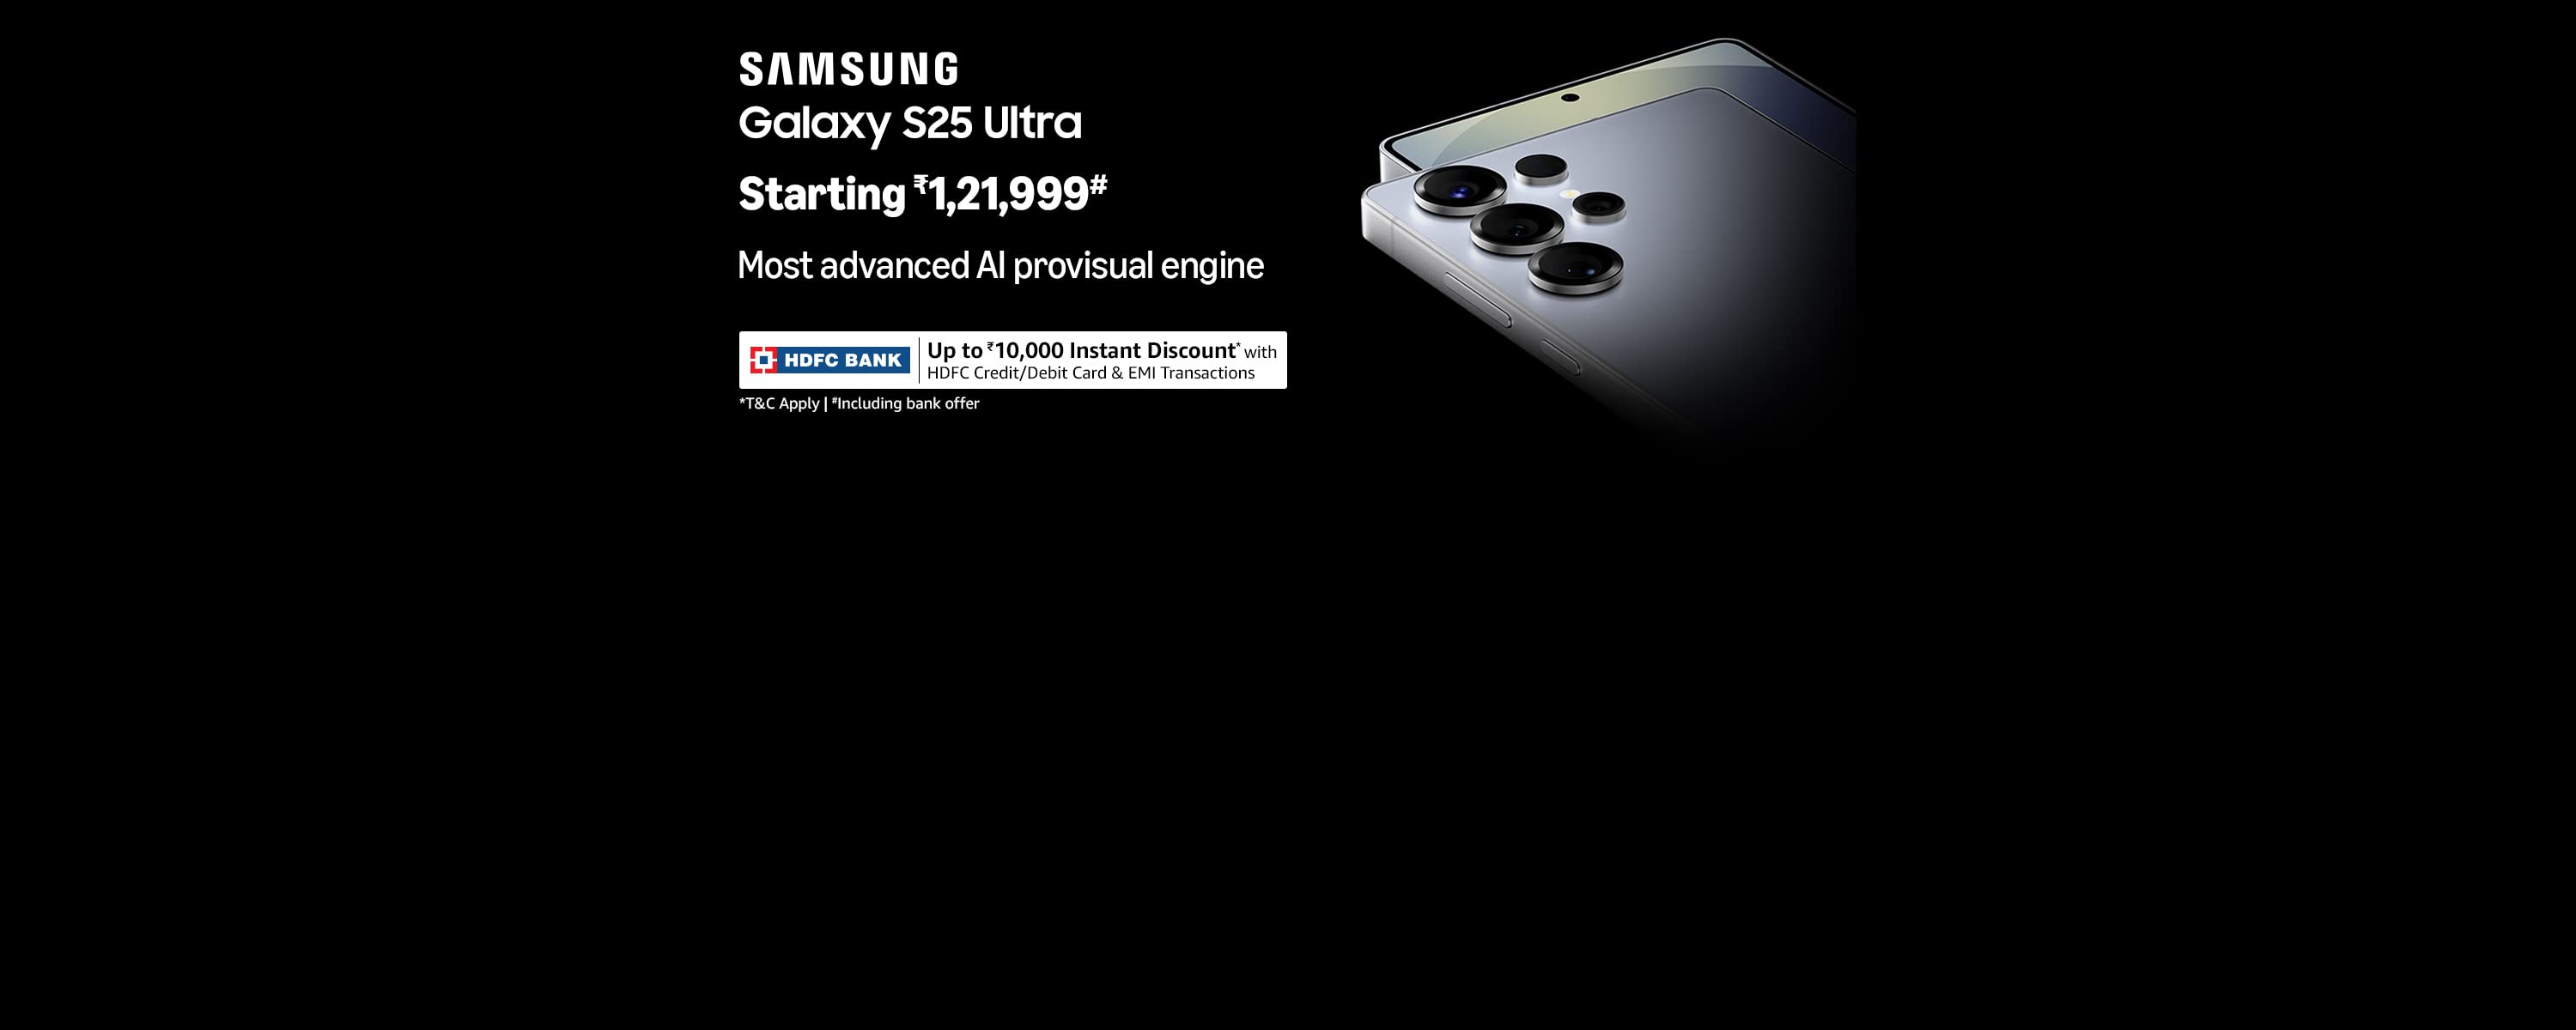 SAMSUNG
Galaxy S25 Ultra
Starting ₹1,21,999#
Most advanced AI provisual engine
HDFC BANK
Up to ₹10,000 Instant Discount* with
HDFC Credit/Debit Card & EMI Transactions
*T&C Apply | #Including bank offer